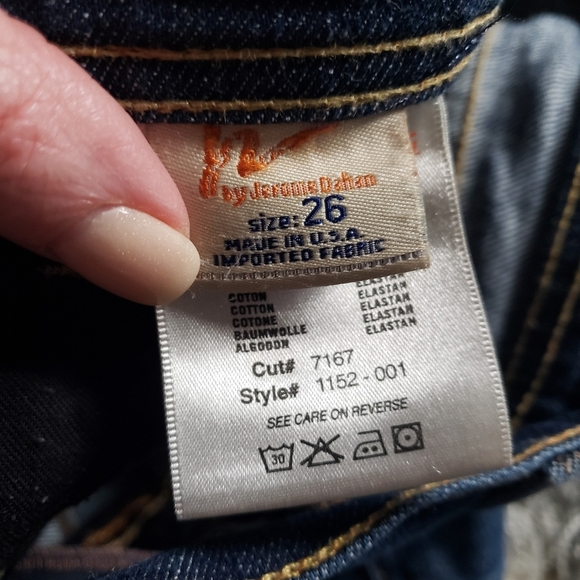 by Jerome Dahan
size: 26
MADE IN U.S.A.
IMPORTED FABRIC
COTON ELASTAN
COTTON ELASTAN
COTONE ELASTAN
BAUMWOLLE ELASTAN
ALGODON
Cut# 7167
Style# 1152-001
SEE CARE ON REVERSE
30